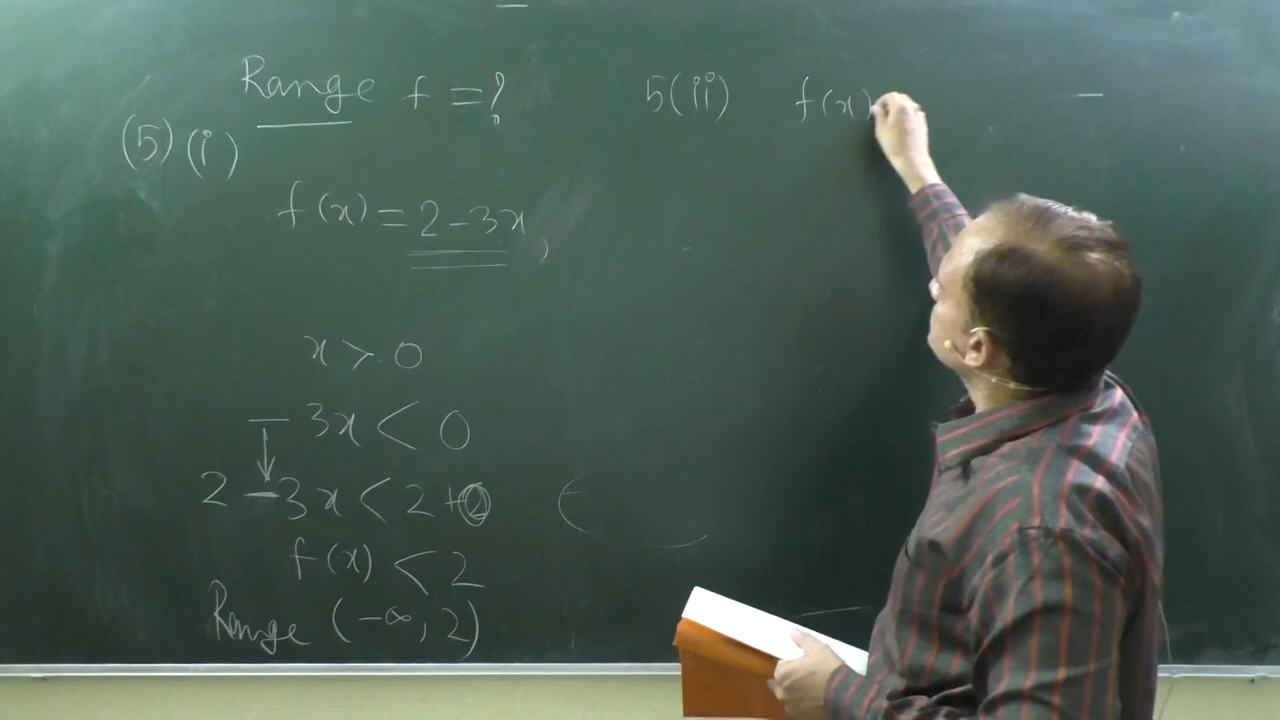 Range f = ?
(5) (i)
f(x) = 2-3x,
x > 0
-3x < 0
2-3x < 2+0
f(x) < 2
Range (-∞, 2)
5(ii) f(x)